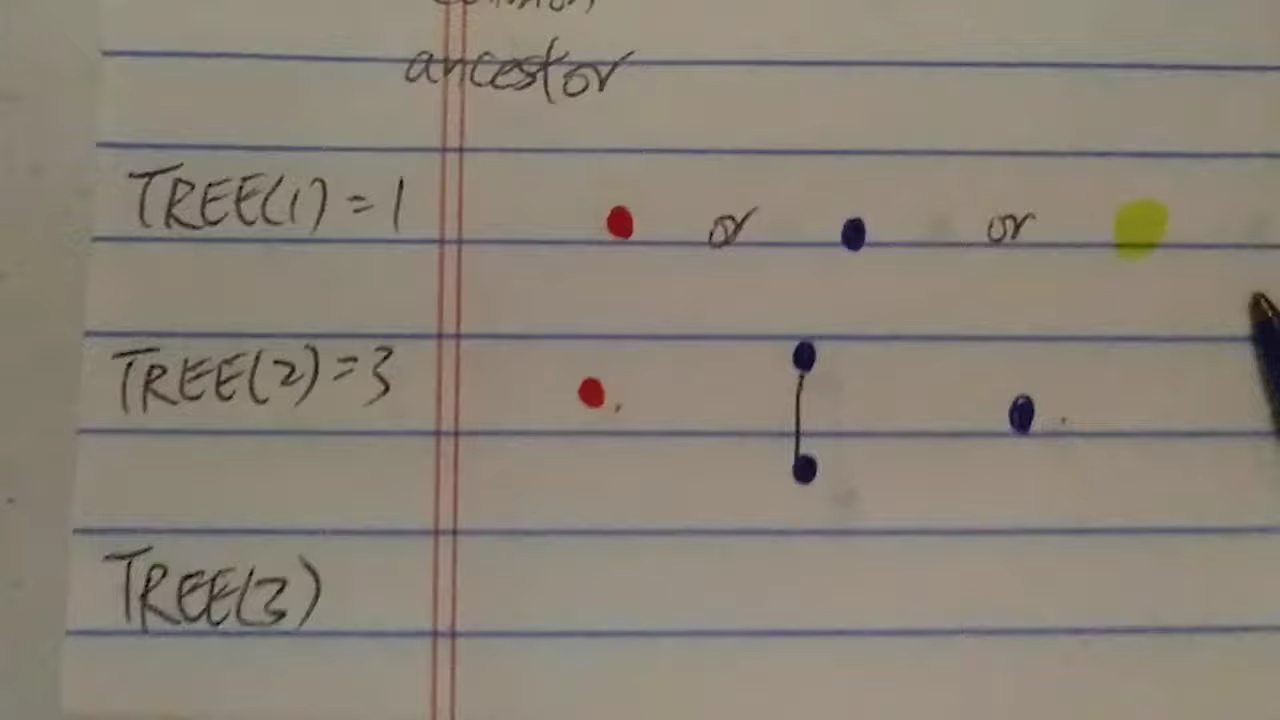 ancestor
TREE(1) = 1 or or
TREE(2) = 3
TREE(3)